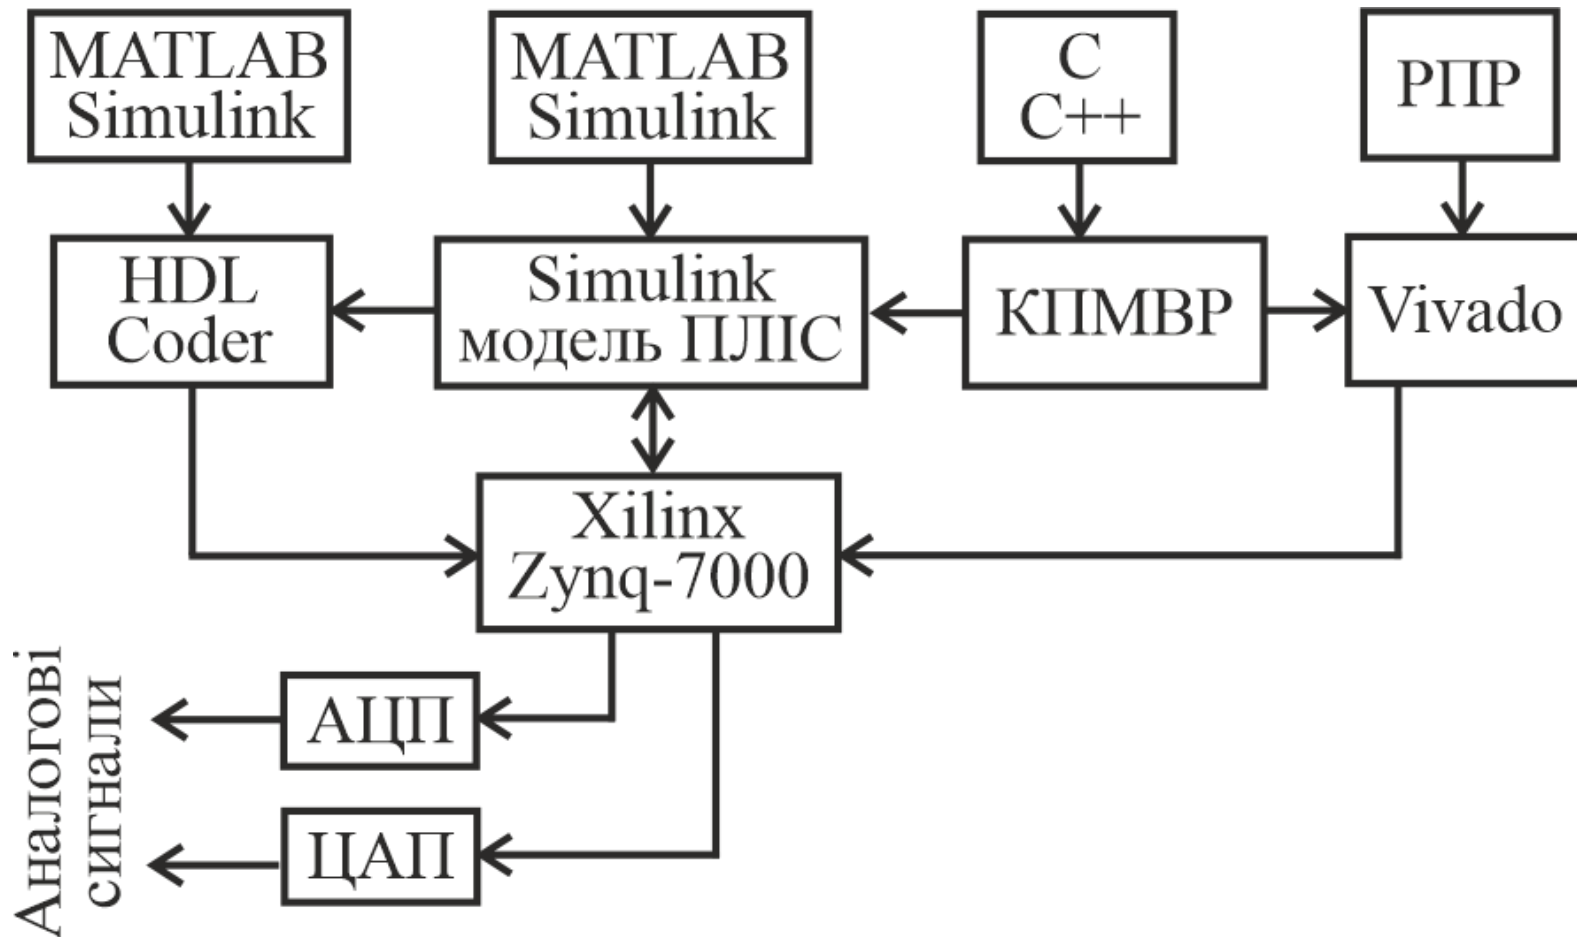 MATLAB
Simulink
MATLAB
Simulink
C
C++
РПР
HDL
Coder
Simulink
модель ПЛІС
КПМВР
Vivado
Xilinx
Zynq-7000
Аналогові
сигнали
АЦП
ЦАП